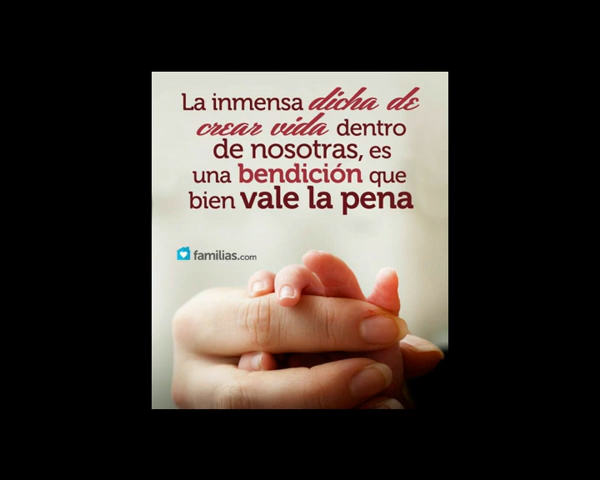 La inmensa dicha de
crear vida dentro
de nosotras, es
una bendición que
bien vale la pena
familias.com